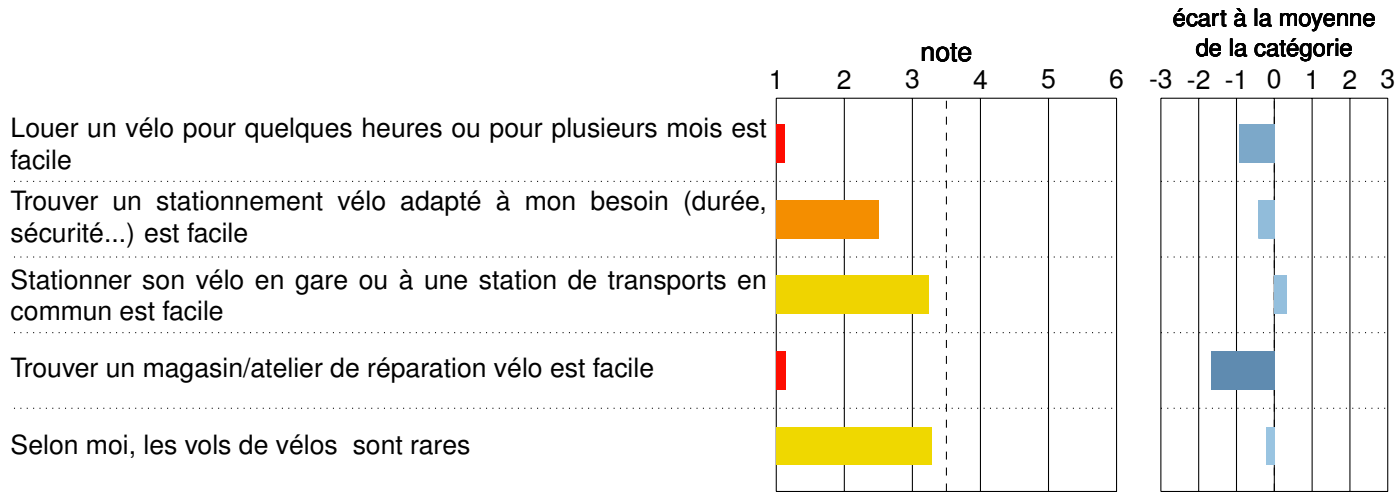 écart à la moyenne
note de la catégorie
1 2 3 4 5 6 -3 -2 -1 0 1 2 3
Louer un vélo pour quelques heures ou pour plusieurs mois est
facile
Trouver un stationnement vélo adapté à mon besoin (durée,
sécurité...) est facile
Stationner son vélo en gare ou à une station de transports en
commun est facile
Trouver un magasin/atelier de réparation vélo est facile
Selon moi, les vols de vélos sont rares